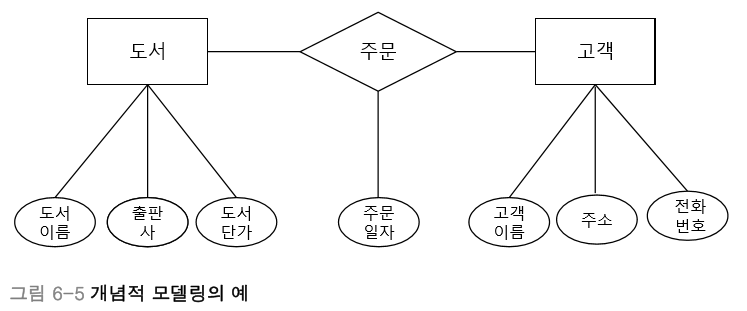 도서
주문
고객
도서
이름
출판
사
도서
단가
주문
일자
고객
이름
주소
전화
번호
그림 6-5 개념적 모델링의 예